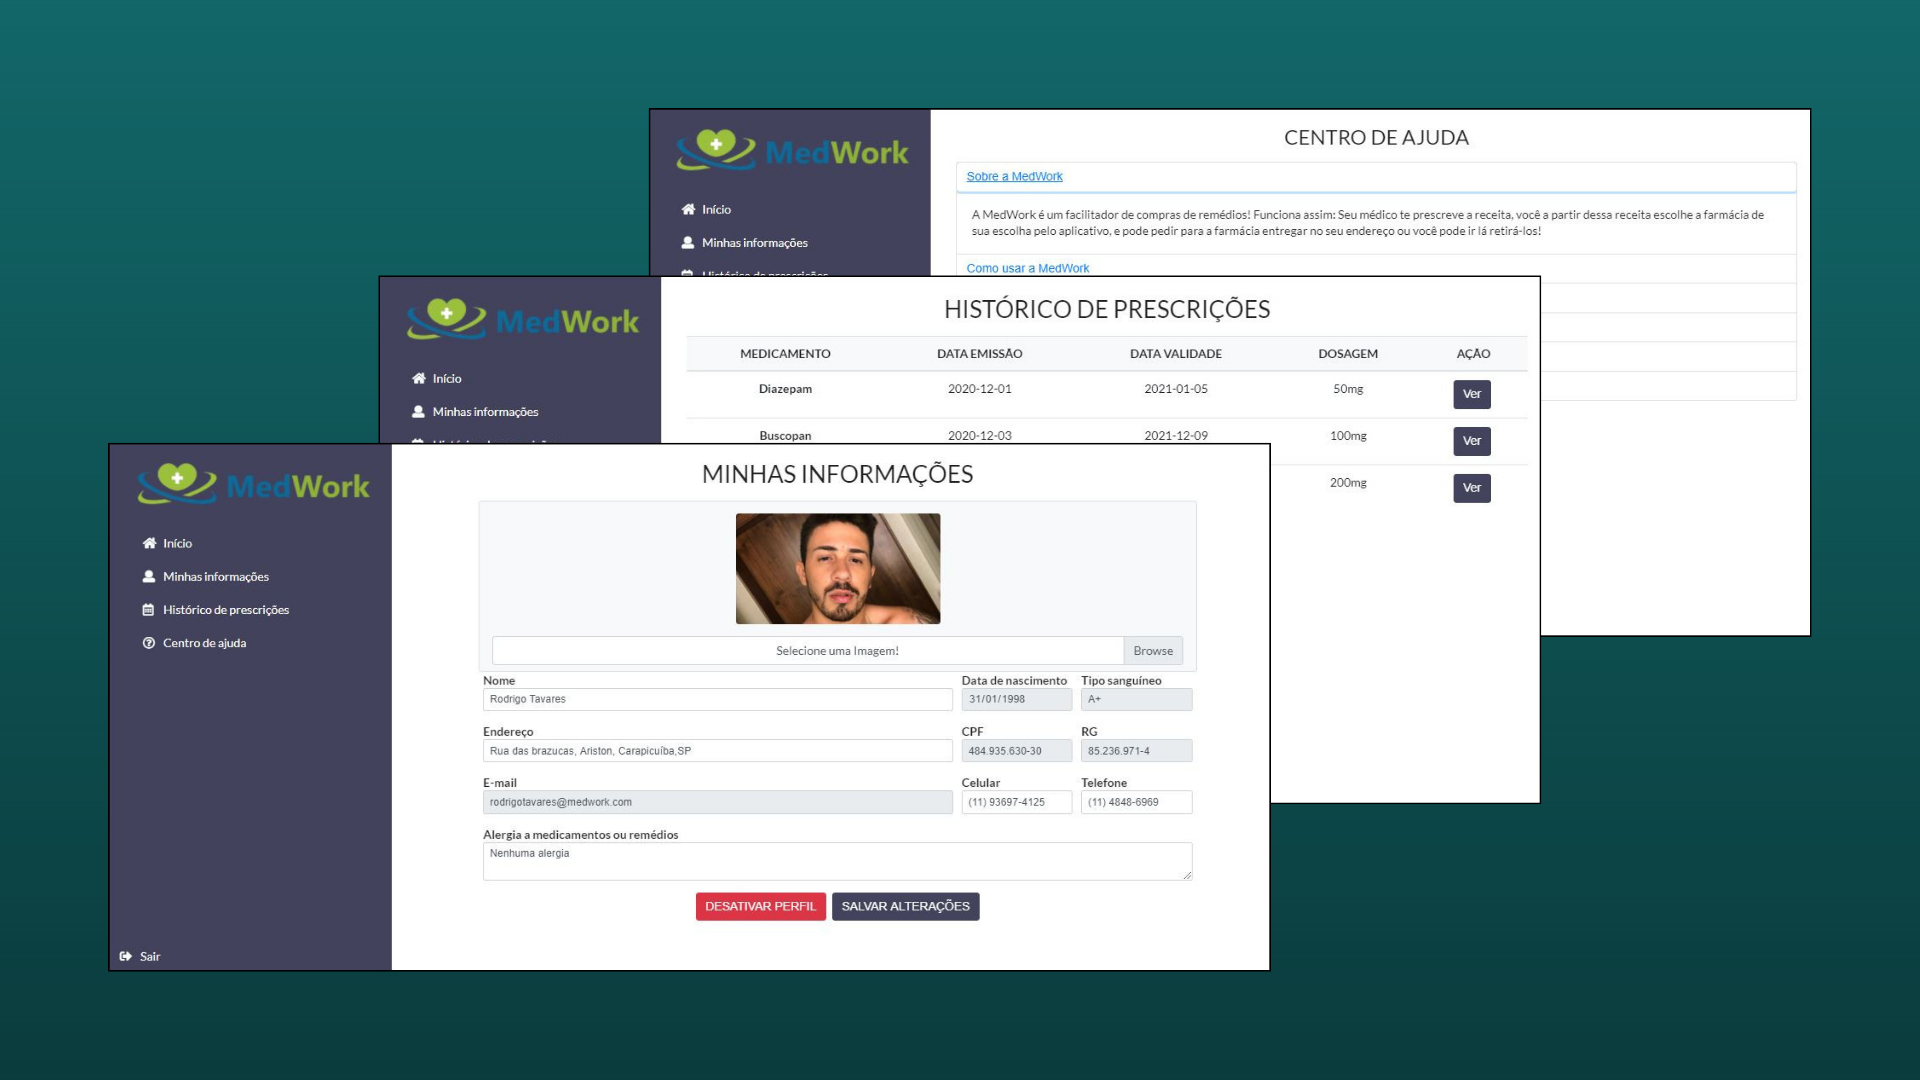 MedWork
Início
Minhas informações
CENTRO DE AJUDA
Sobre a MedWork
A MedWork é um facilitador de compras de remédios! Funciona assim: Seu médico te prescreve a receita, você a partir dessa receita escolhe a farmácia de
sua escolha pelo aplicativo, e pode pedir para a farmácia entregar no seu endereço ou você pode ir lá retirá-los!
Como usar a MedWork
MedWork
Início
Minhas informações
HISTÓRICO DE PRESCRIÇÕES
MEDICAMENTO DATA EMISSÃO DATA VALIDADE DOSAGEM AÇÃO
Diazepam 2020-12-01 2021-01-05 50mg Ver
Buscopan 2020-12-03 2021-12-09 100mg Ver
200mg Ver
MedWork
Início
Minhas informações
Histórico de prescrições
Centro de ajuda
Sair
MINHAS INFORMAÇÕES
Selecione uma Imagem! Browse
Nome Data de nascimento Tipo sanguíneo
Rodrigo Tavares 31/01/1998 A+
Endereço CPF RG
Rua das brazucas, Ariston, Carapicuíba,SP 484.935.630-30 85.236.971-4
E-mail Celular Telefone
rodrigotavares@medwork.com (11) 93697-4125 (11) 4848-6969
Alergia a medicamentos ou remédios
Nenhuma alergia
DESATIVAR PERFIL SALVAR ALTERAÇÕES